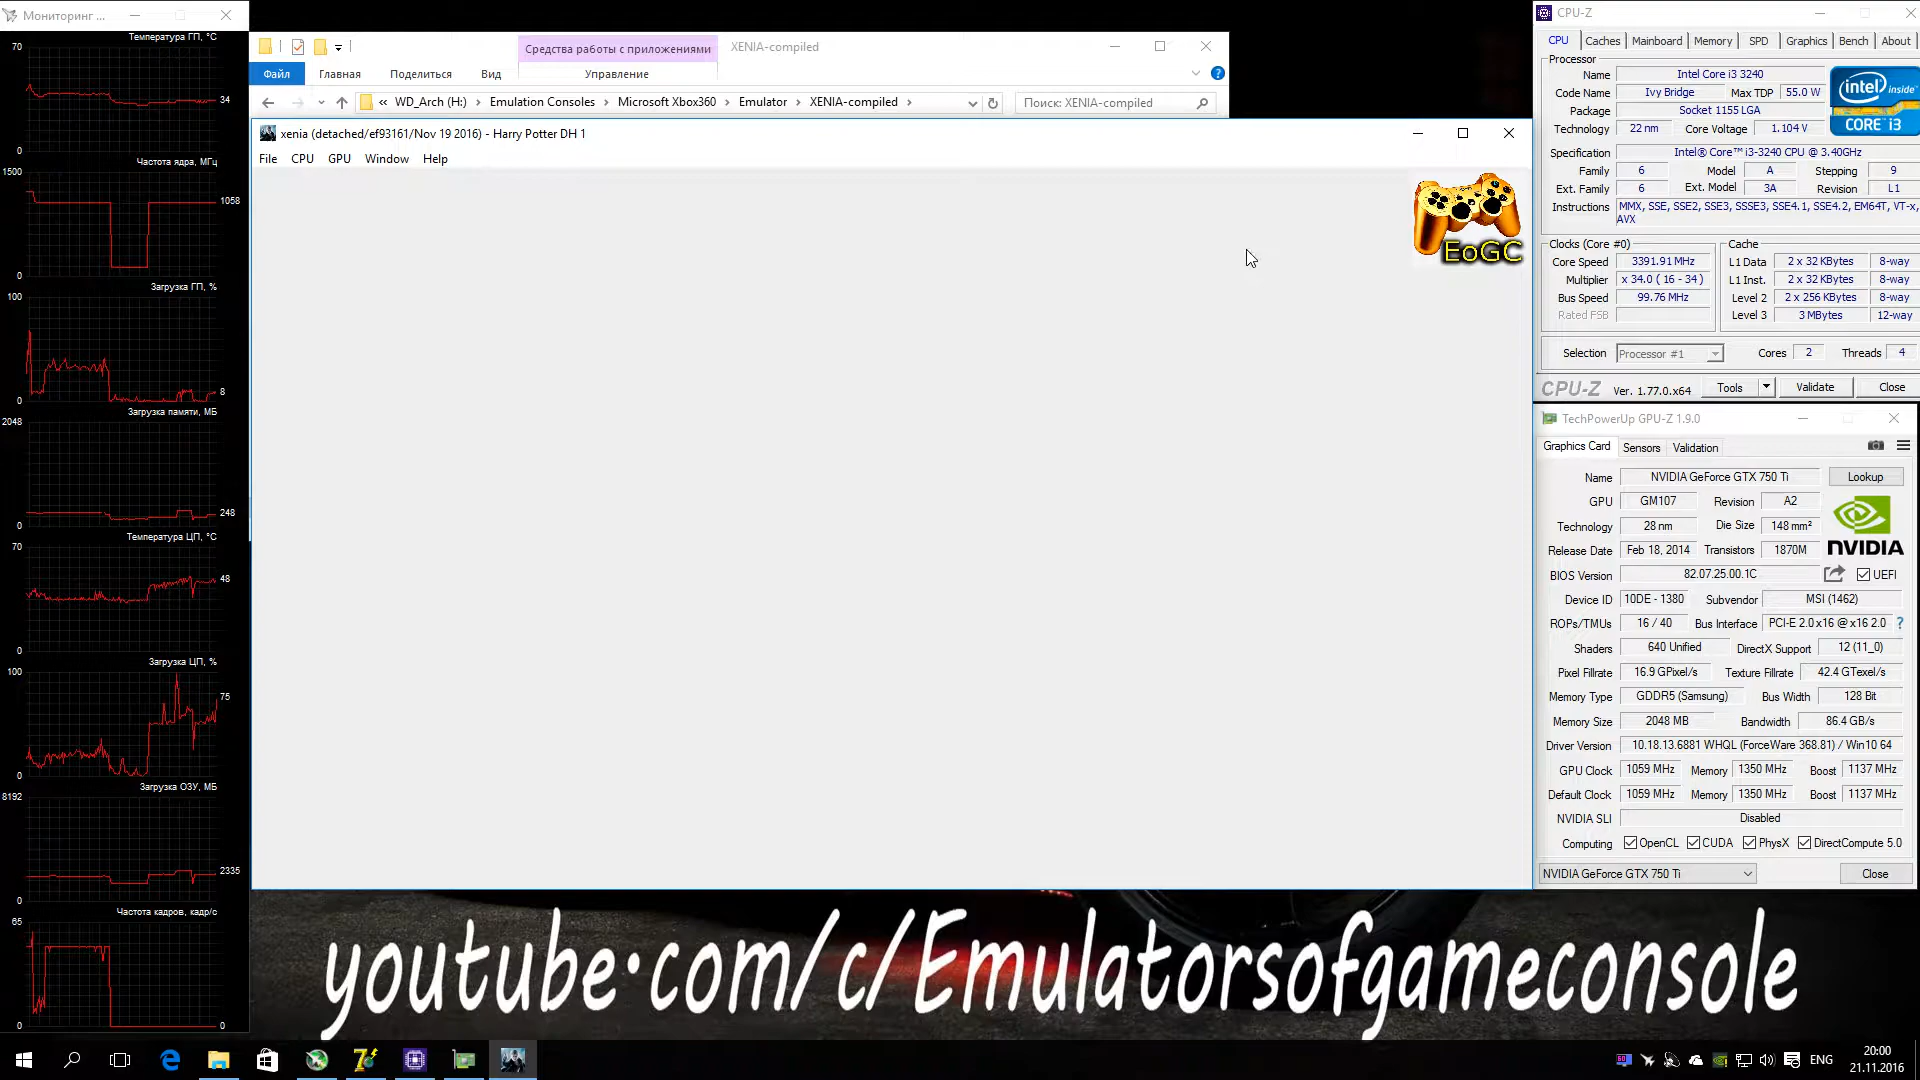 Мониторинг ...
Температура ГП, °C
70
34
0
Частота ядра, МГц
1500
1058
0
Загрузка ГП, %
100
8
0
Загрузка памяти, МБ
2048
248
0
Температура ЦП, °C
70
48
0
Загрузка ЦП, %
100
75
0
Загрузка ОЗУ, МБ
8192
2335
0
Частота кадров, кадр/с
65
0
0
Средства работы с приложениями
XENIA-compiled
Файл
Главная
Поделиться
Вид
Управление
« WD_Arch (H:) › Emulation Consoles › Microsoft Xbox360 › Emulator › XENIA-compiled ›
Поиск: XENIA-compiled
xenia (detached/ef93161/Nov 19 2016) - Harry Potter DH 1
File CPU GPU Window Help
EoGC
CPU-Z
CPU Caches Mainboard Memory SPD Graphics Bench About
Processor
Name Intel Core i3 3240
Code Name Ivy Bridge Max TDP 55.0 W
Package Socket 1155 LGA
Technology 22 nm Core Voltage 1.104 V
intel inside™
CORE i3
Specification Intel® Core™ i3-3240 CPU @ 3.40GHz
Family 6 Model A Stepping 9
Ext. Family 6 Ext. Model 3A Revision L1
Instructions MMX, SSE, SSE2, SSE3, SSSE3, SSE4.1, SSE4.2, EM64T, VT-x,
AVX
Clocks (Core #0)
Core Speed 3391.91 MHz
Multiplier x 34.0 ( 16 - 34 )
Bus Speed 99.76 MHz
Rated FSB
Cache
L1 Data 2 x 32 KBytes 8-way
L1 Inst. 2 x 32 KBytes 8-way
Level 2 2 x 256 KBytes 8-way
Level 3 3 MBytes 12-way
Selection Processor #1 Cores 2 Threads 4
CPU-Z Ver. 1.77.0.x64 Tools Validate Close
TechPowerUp GPU-Z 1.9.0
Graphics Card Sensors Validation
Name NVIDIA GeForce GTX 750 Ti Lookup
GPU GM107 Revision A2
Technology 28 nm Die Size 148 mm²
Release Date Feb 18, 2014 Transistors 1870M
NVIDIA
BIOS Version 82.07.25.00.1C UEFI
Device ID 10DE - 1380 Subvendor MSI (1462)
ROPs/TMUs 16 / 40 Bus Interface PCI-E 2.0 x16 @ x16 2.0 ?
Shaders 640 Unified DirectX Support 12 (11_0)
Pixel Fillrate 16.9 GPixel/s Texture Fillrate 42.4 GTexel/s
Memory Type GDDR5 (Samsung) Bus Width 128 Bit
Memory Size 2048 MB Bandwidth 86.4 GB/s
Driver Version 10.18.13.6881 WHQL (ForceWare 368.81) / Win10 64
GPU Clock 1059 MHz Memory 1350 MHz Boost 1137 MHz
Default Clock 1059 MHz Memory 1350 MHz Boost 1137 MHz
NVIDIA SLI Disabled
Computing OpenCL CUDA PhysX DirectCompute 5.0
NVIDIA GeForce GTX 750 Ti Close
youtube.com/c/Emulatorsofgameconsole
ENG
20:00
21.11.2016